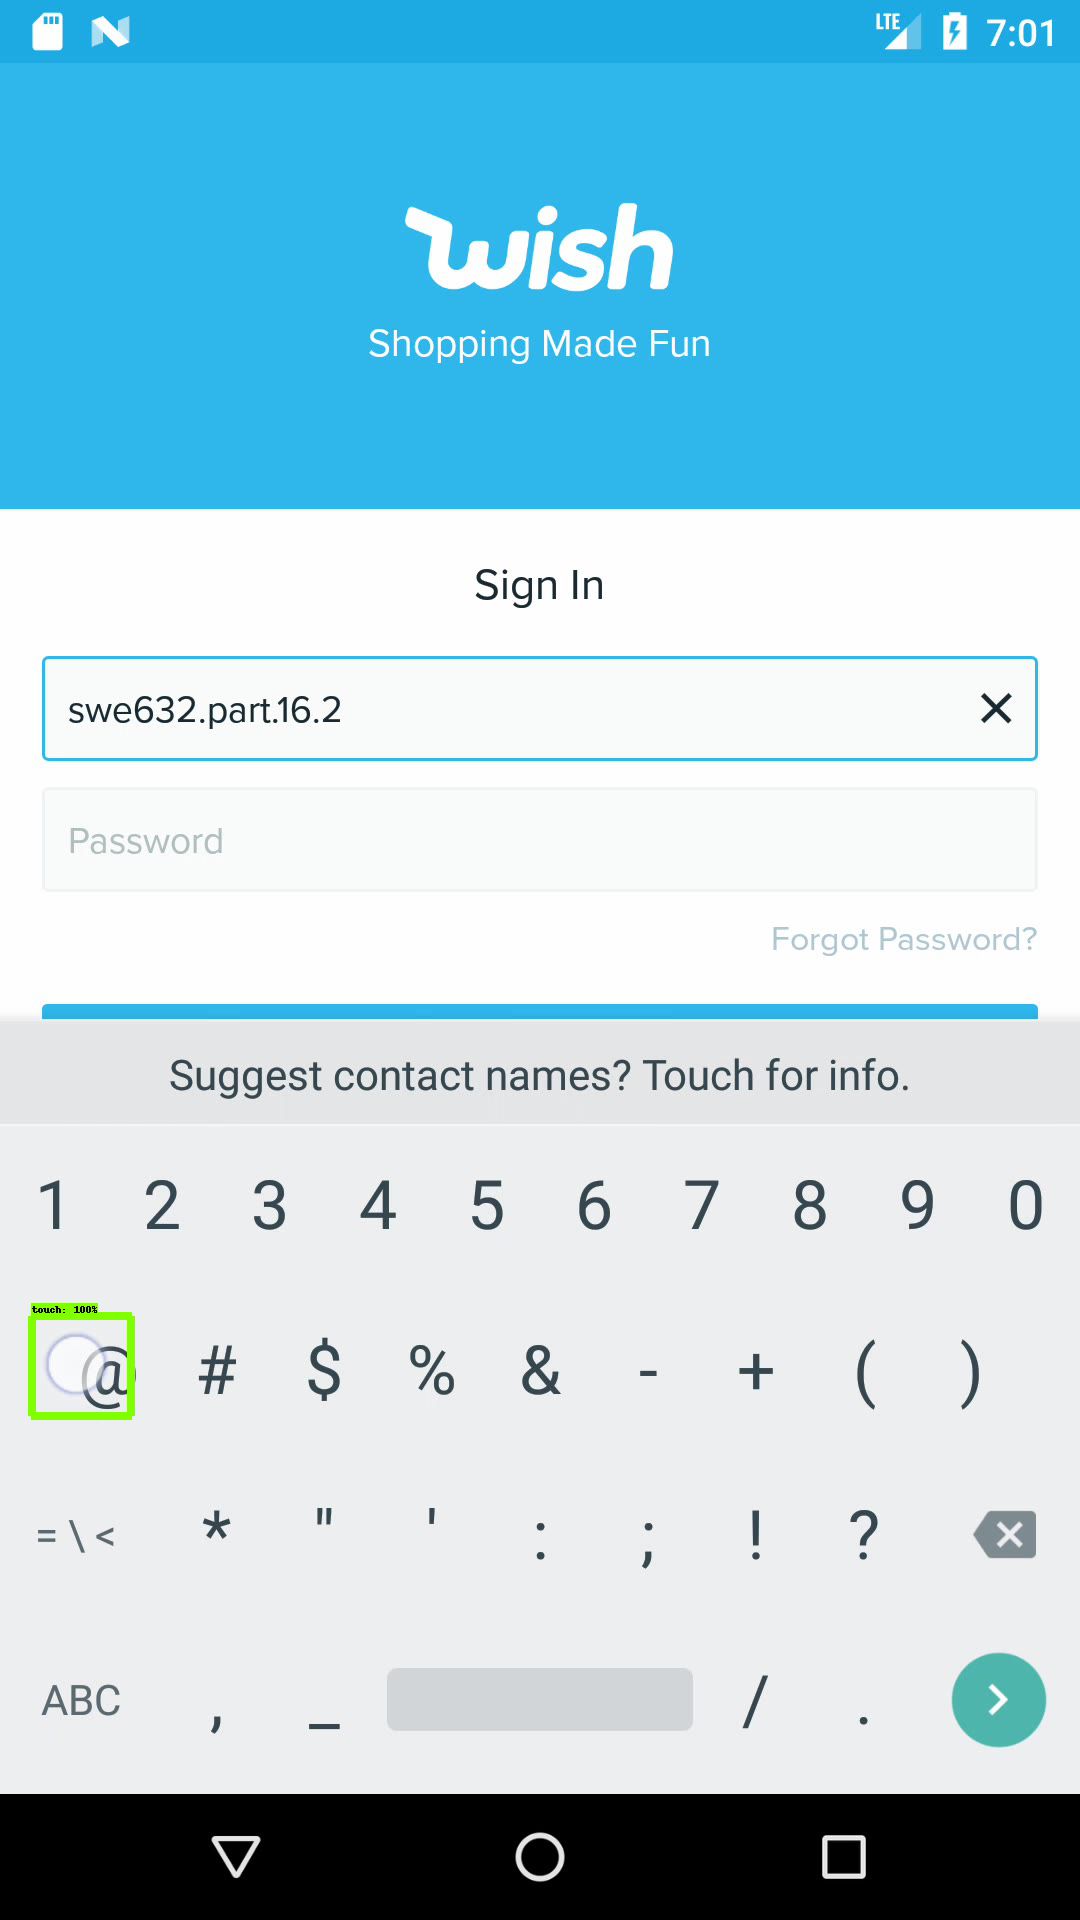 LTE 7:01
wish
Shopping Made Fun
Sign In
swe632.part.16.2
Password
Forgot Password?
Suggest contact names? Touch for info.
1 2 3 4 5 6 7 8 9 0
touch: 100%
@ # $ % & - + ( )
= \ < * " ' : ; ! ?
ABC , _ / .